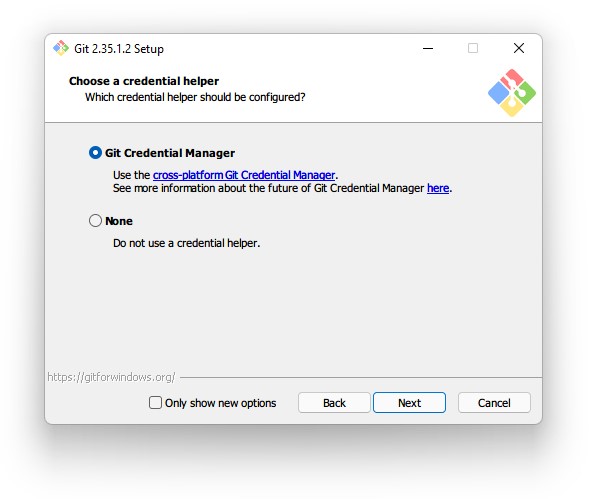 Git 2.35.1.2 Setup
Choose a credential helper
Which credential helper should be configured?
Git Credential Manager
Use the cross-platform Git Credential Manager.
See more information about the future of Git Credential Manager here.
None
Do not use a credential helper.
https://gitforwindows.org/
Only show new options
Back
Next
Cancel